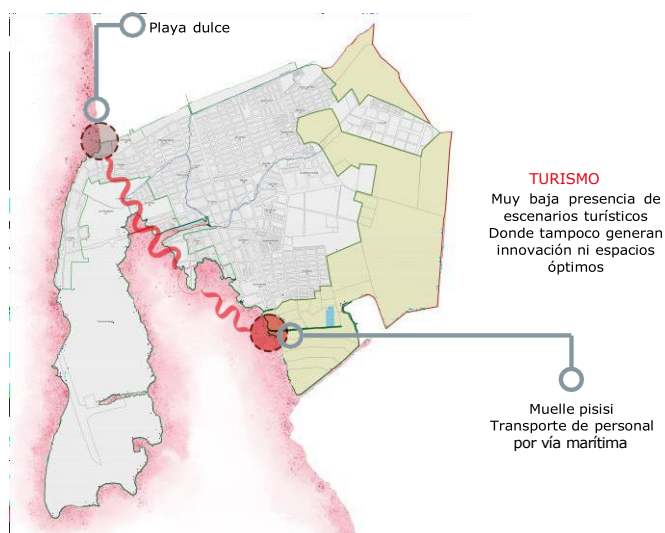 Playa dulce
TURISMO
Muy baja presencia de
escenarios turísticos
Donde tampoco generan
innovación ni espacios
óptimos
Muelle pisisi
Transporte de personal
por vía marítima